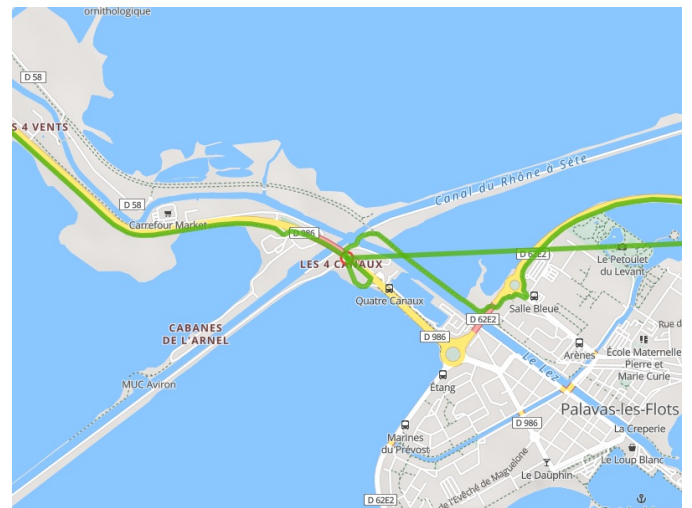 ornithologique
D 58
S 4 VENTS
Canal du Rhône à Sète
D 58
Carrefour Market
D 986
LES 4 CANAUX
D 62E2
Le Petoulet
du Levant
Quatre Canaux
Salle Bleue
D 62E2
Rue d
CABANES
DE L'ARNEL
D 986
Le Lez
Arènes
École Maternelle
Pierre et
Marie Curie
MUC Aviron
Étang
Palavas-les-Flots
D 986
La Creperie
Marines
du Prévost
Le Loup Blanc
de l'Évêché de Maguelone
Le Dauphin
D 62E2